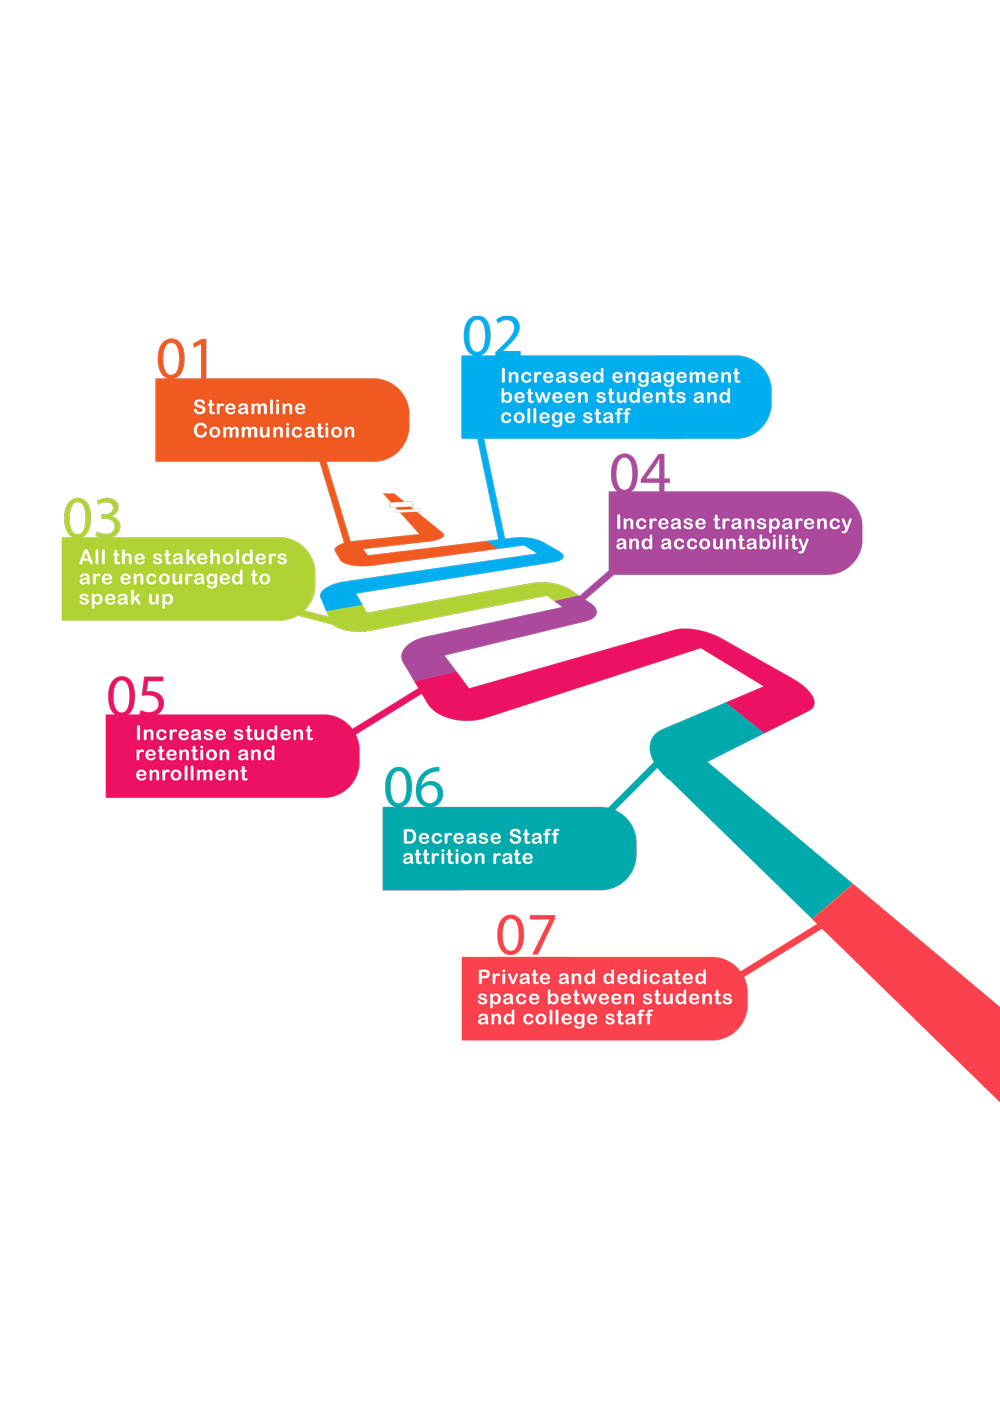 01
Streamline
Communication
02
Increased engagement
between students and
college staff
03
All the stakeholders
are encouraged to
speak up
04
Increase transparency
and accountability
05
Increase student
retention and
enrollment
06
Decrease Staff
attrition rate
07
Private and dedicated
space between students
and college staff